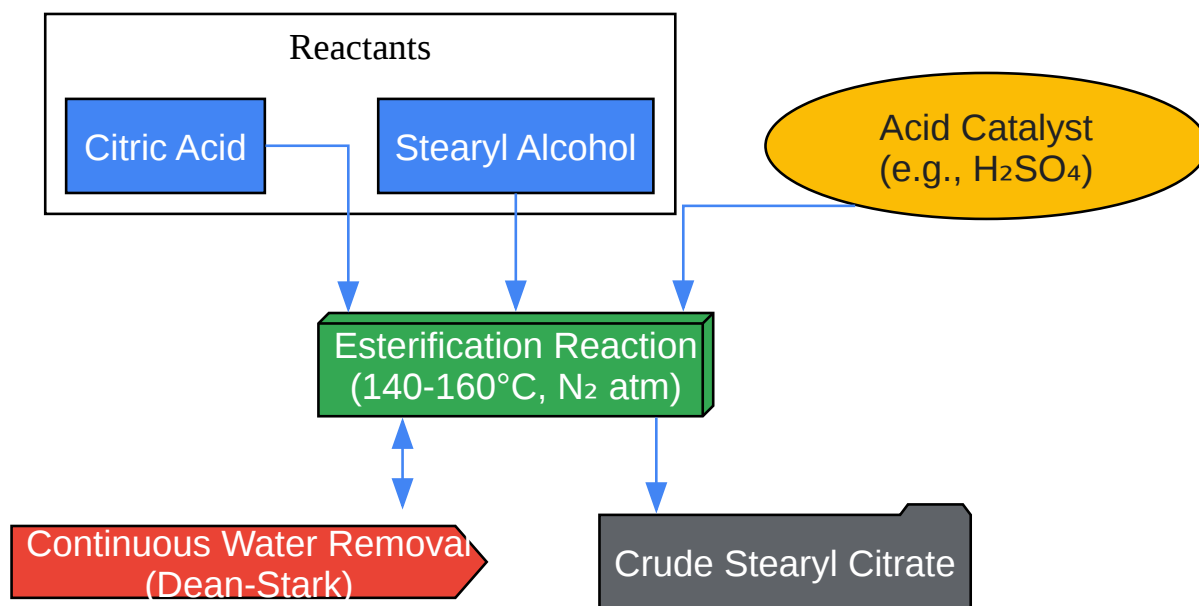 Reactants
Citric Acid
Stearyl Alcohol
Acid Catalyst
(e.g., H₂SO₄)
Esterification Reaction
(140-160°C, N₂ atm)
Continuous Water Removal
(Dean-Stark)
Crude Stearyl Citrate